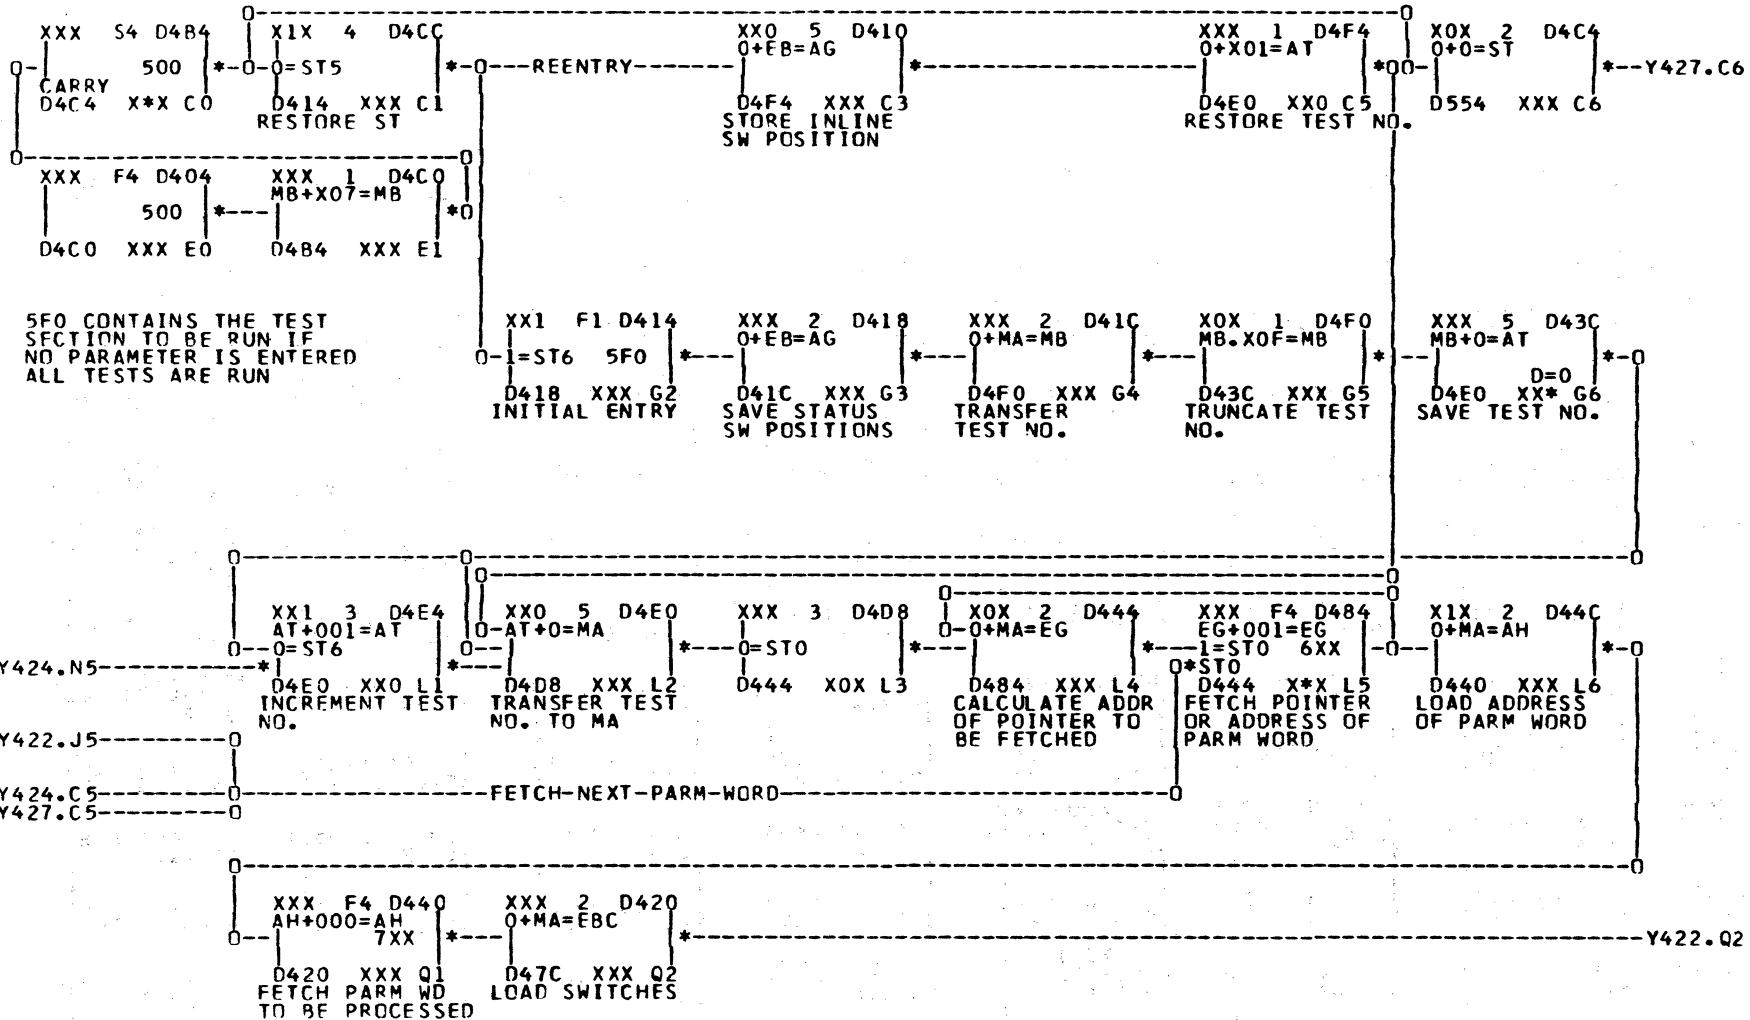 XXX S4 D4B4 X1X 4 D4CC XX0 5 D410 XXX 1 D4F4 X0X 2 D4C4
0+EB=AG 0+X01=AT 0+0=ST
500 *-0-0=ST5 *-0---REENTRY------- *---------------- *00- *--Y427.C6
CARRY
D4C4 X*X C0 D414 XXX C1 D4F4 XXX C3 D4E0 XX0 C5 D554 XXX C6
RESTORE ST STORE INLINE RESTORE TEST NO.
SW POSITION
XXX F4 D404 XXX 1 D4C0
MB+X07=MB
500 *--- *0
D4C0 XXX E0 D4B4 XXX E1
5F0 CONTAINS THE TEST
SECTION TO BE RUN IF
NO PARAMETER IS ENTERED
ALL TESTS ARE RUN
XX1 F1 D414 XXX 2 D418 XXX 2 D41C X0X 1 D4F0 XXX 5 D43C
0+EB=AG 0+MA=MB MB.X0F=MB MB+0=AT
0-1=ST6 5F0 *--- *--- *--- * -- *-0
D=0
D418 XXX G2 D41C XXX G3 D4F0 XXX G4 D43C XXX G5 D4E0 XX* G6
INITIAL ENTRY SAVE STATUS TRANSFER TRUNCATE TEST SAVE TEST NO.
SW POSITIONS TEST NO. NO.
XX1 3 D4E4 XX0 5 D4E0 XXX 3 D4D8 X0X 2 D444 XXX F4 D484 X1X 2 D44C
AT+001=AT 0-AT+0=MA 0-0+MA=EG EG+001=EG 0+MA=AH
0--0=ST6 0-- *---0=ST0 *--- *---1=ST0 6XX -0-- *-0
Y424.N5-----------* *--- 0*ST0
D4E0 XX0 L1 D4D8 XXX L2 D444 X0X L3 D484 XXX L4 D444 X*X L5 D440 XXX L6
INCREMENT TEST TRANSFER TEST CALCULATE ADDR FETCH POINTER LOAD ADDRESS
NO. NO. TO MA OF POINTER TO OR ADDRESS OF OF PARM WORD
BE FETCHED PARM WORD
Y422.J5---------0
Y424.C5---------0----------------FETCH-NEXT-PARM-WORD---------------------------0
Y427.C5---------0
XXX F4 D440 XXX 2 D420
AH+000=AH 0+MA=EBC
0-- 7XX *--- *------------------------------------------------------------------Y422.Q2
D420 XXX Q1 D47C XXX Q2
FETCH PARM WD LOAD SWITCHES
TO BE PROCESSED